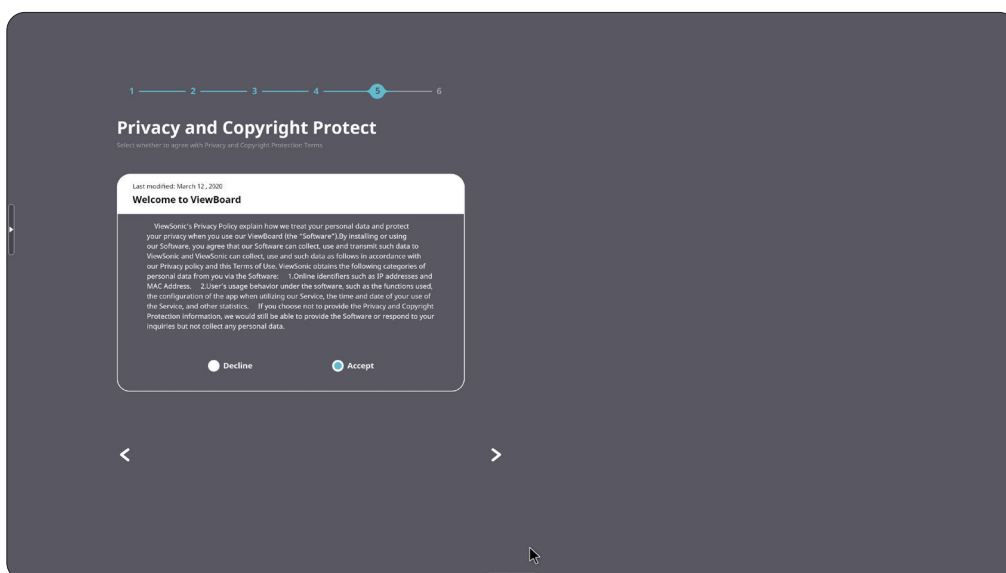 1 2 3 4 5 6
Privacy and Copyright Protect
Select whether to agree with Privacy and Copyright Protection Terms
Last modified: March 12 , 2020
Welcome to ViewBoard
ViewSonic's Privacy Policy explain how we treat your personal data and protect
your privacy when you use our ViewBoard (the "Software").By installing or using
our Software, you agree that our Software can collect, use and transmit such data to
ViewSonic and ViewSonic can collect, use and such data as follows in accordance with
our Privacy policy and this Terms of Use. ViewSonic obtains the following categories of
personal data from you via the Software: 1.Online identifiers such as IP addresses and
MAC Address. 2.User's usage behavior under the software, such as the functions used,
the configuration of the app when utilizing our Service, the time and date of your use of
the Service, and other statistics. If you choose not to provide the Privacy and Copyright
Protection information, we would still be able to provide the Software or respond to your
inquiries but not collect any personal data.
Decline Accept